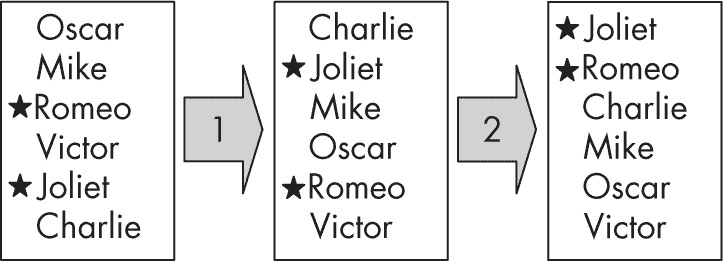 Oscar
Mike
★Romeo
Victor
★Joliet
Charlie
1
Charlie
★Joliet
Mike
Oscar
★Romeo
Victor
2
★Joliet
★Romeo
Charlie
Mike
Oscar
Victor